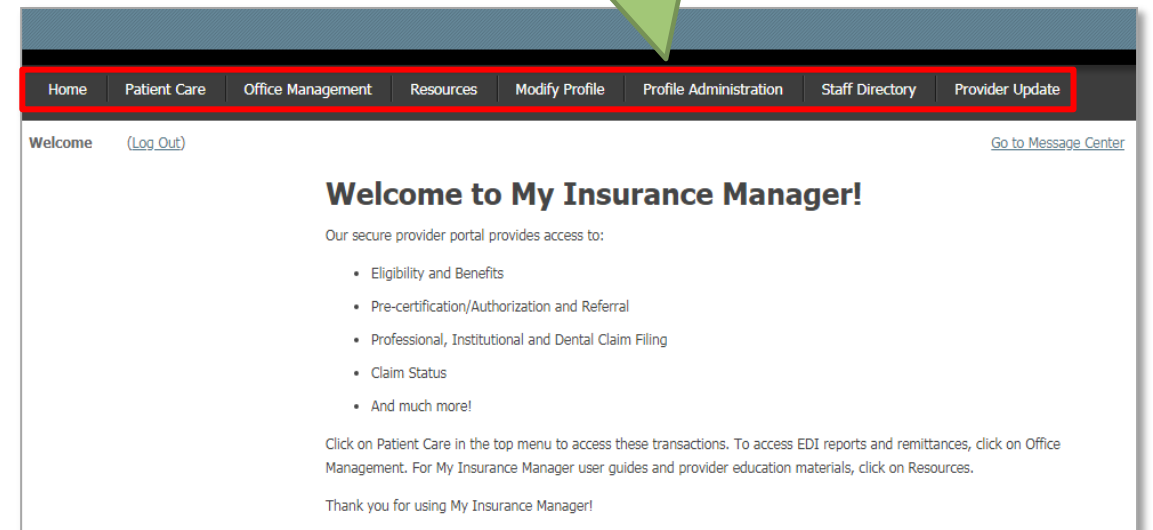 Home Patient Care Office Management Resources Modify Profile Profile Administration Staff Directory Provider Update
Welcome (Log Out) Go to Message Center
Welcome to My Insurance Manager!
Our secure provider portal provides access to:
• Eligibility and Benefits
• Pre-certification/Authorization and Referral
• Professional, Institutional and Dental Claim Filing
• Claim Status
• And much more!
Click on Patient Care in the top menu to access these transactions. To access EDI reports and remittances, click on Office
Management. For My Insurance Manager user guides and provider education materials, click on Resources.
Thank you for using My Insurance Manager!